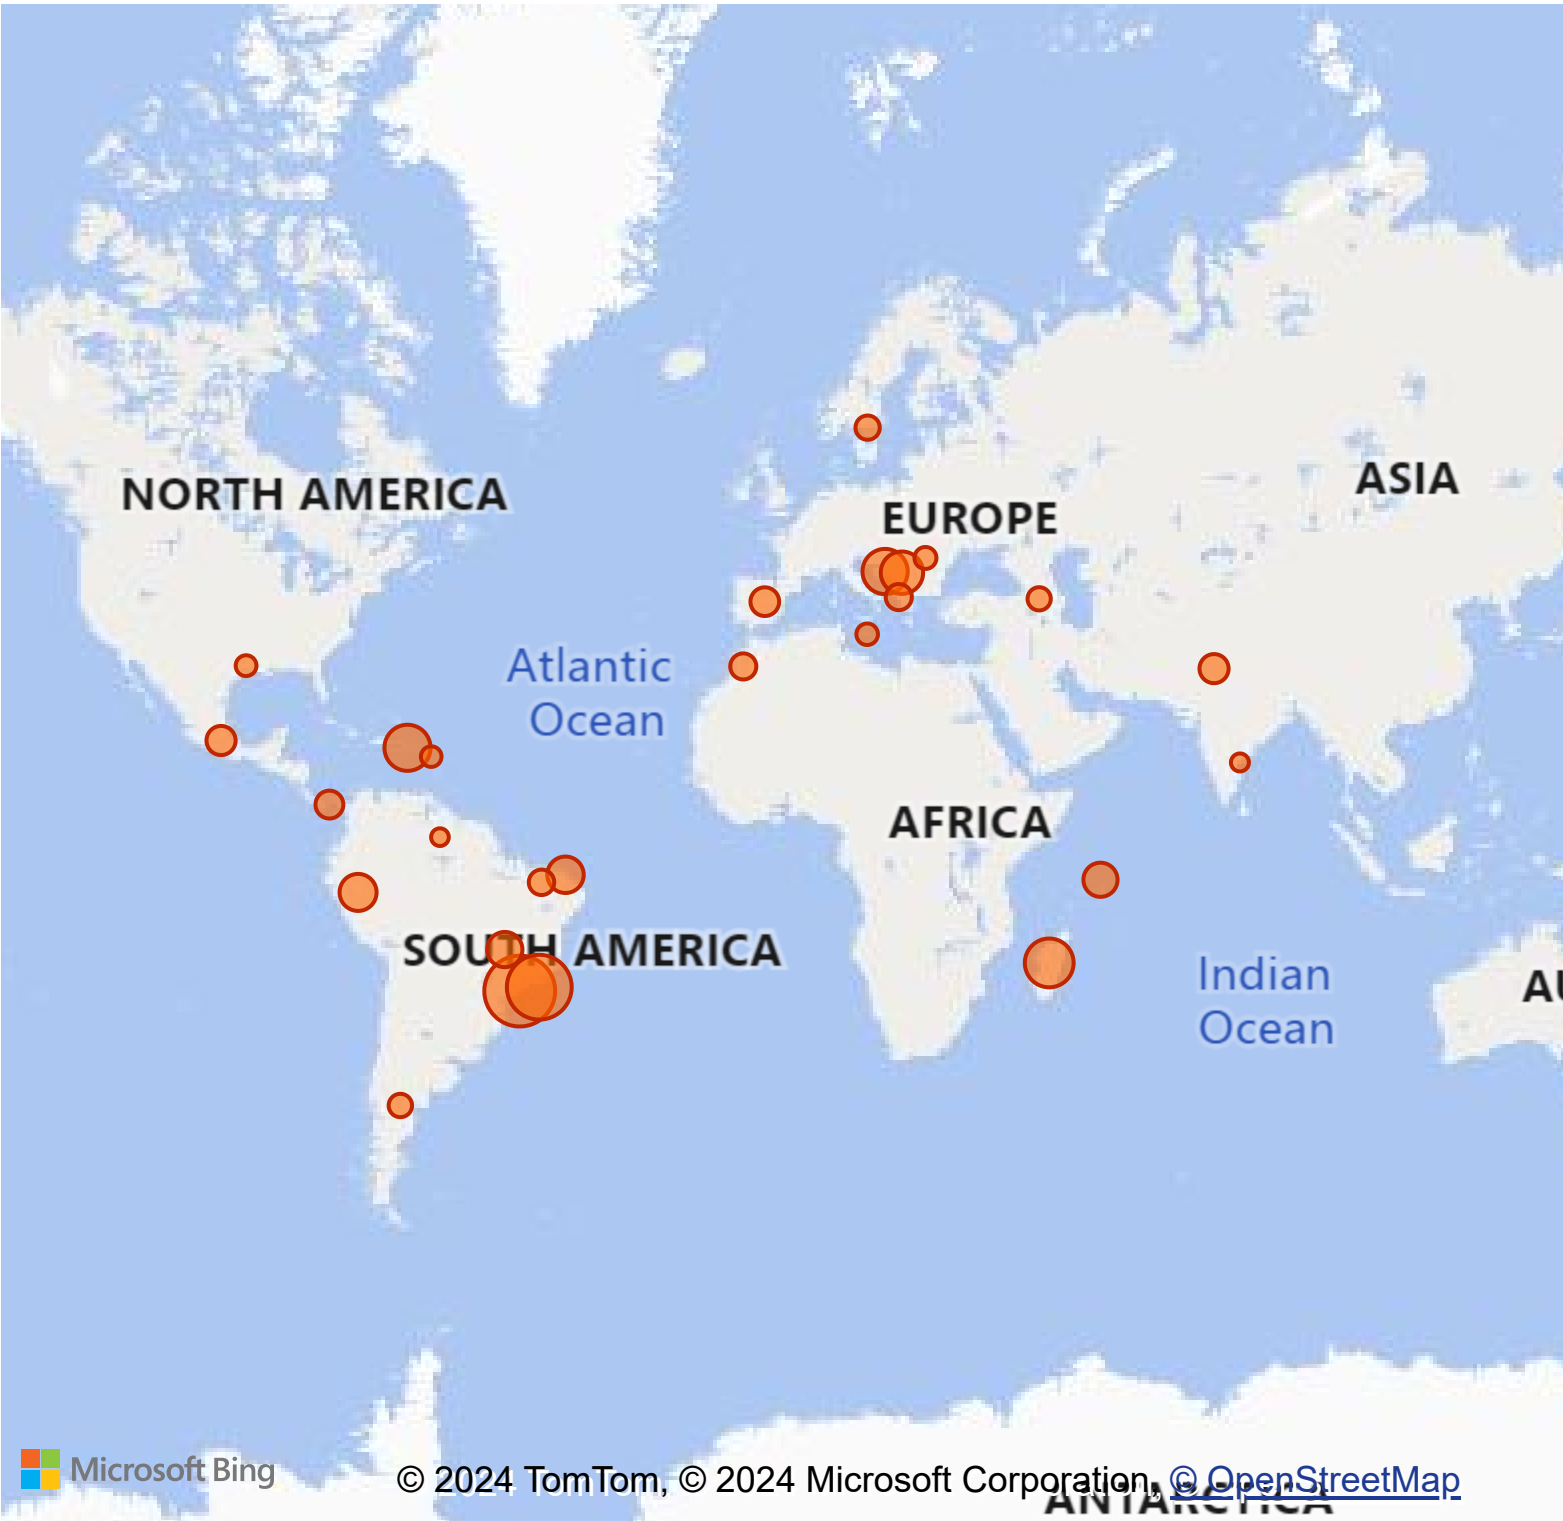 NORTH AMERICA
ASIA
EUROPE
Atlantic
Ocean
AFRICA
SOUTH AMERICA
Indian
Ocean
AU
Microsoft Bing
© 2024 TomTom, © 2024 Microsoft Corporation, © OpenStreetMap
ANTARCTICA